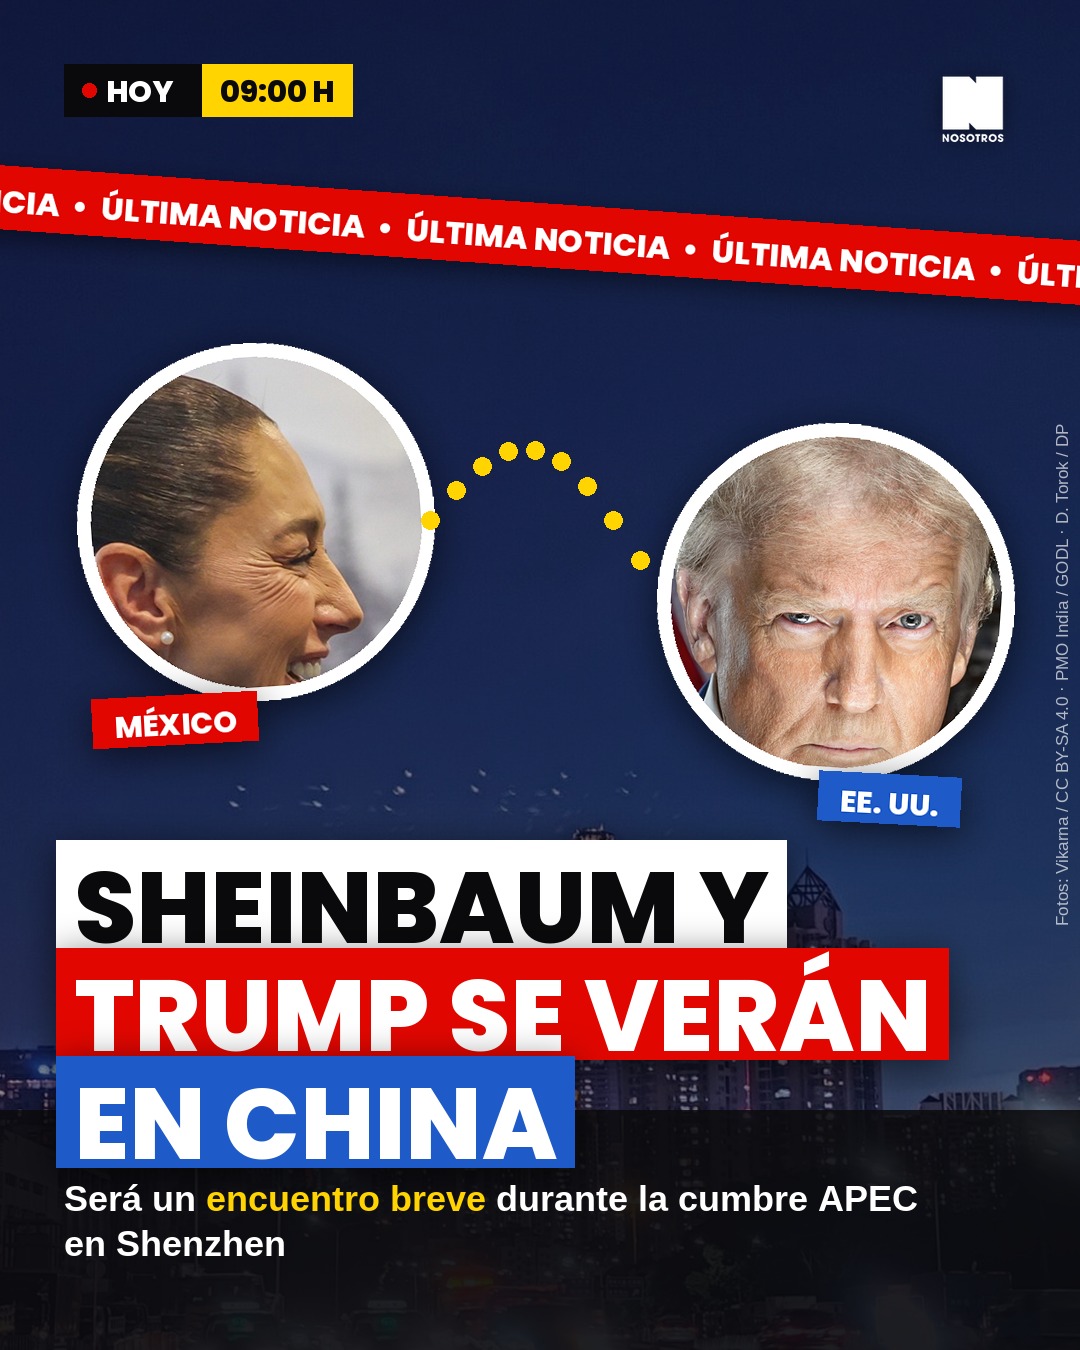 HOY 09:00 H
NOSOTROS
ICIA • ÚLTIMA NOTICIA • ÚLTIMA NOTICIA • ÚLTIMA NOTICIA • ÚLTI
MÉXICO
EE. UU.
Fotos: Vikarna / CC BY-SA 4.0 · PMO India / GODL · D. Torok / DP
SHEINBAUM Y
TRUMP SE VERÁN
EN CHINA
Será un encuentro breve durante la cumbre APEC
en Shenzhen